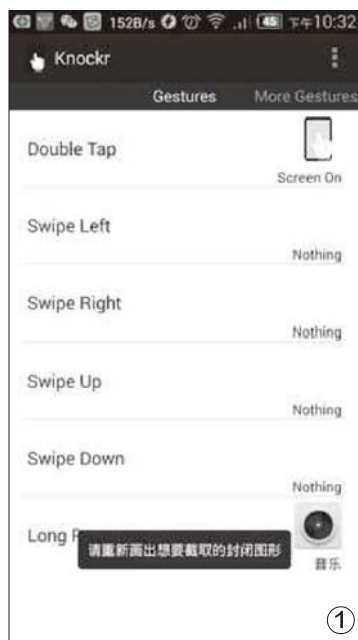 152B/s 45 下午10:32
Knockr
Gestures More Gestures
Double Tap
Screen On
Swipe Left
Nothing
Swipe Right
Nothing
Swipe Up
Nothing
Swipe Down
Nothing
Long P
请重新画出想要截取的封闭图形
音乐
①